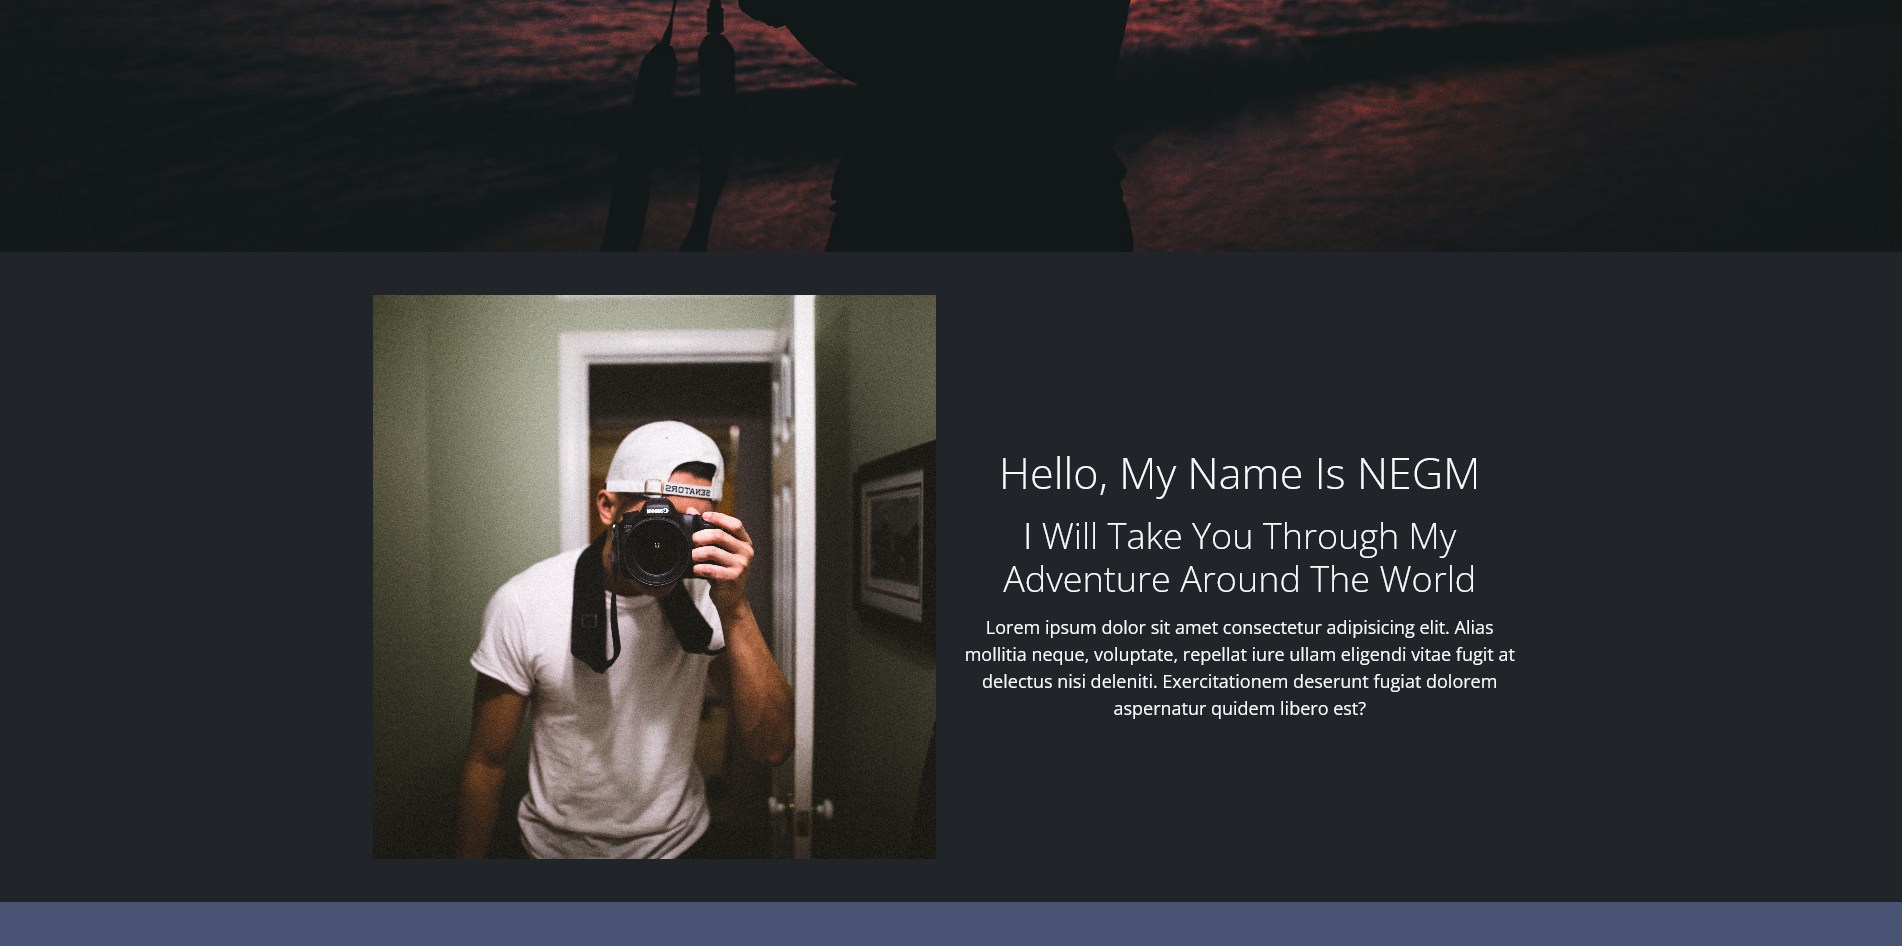 SENATORS
Canon
Hello, My Name Is NEGM
I Will Take You Through My
Adventure Around The World
Lorem ipsum dolor sit amet consectetur adipisicing elit. Alias
mollitia neque, voluptate, repellat iure ullam eligendi vitae fugit at
delectus nisi deleniti. Exercitationem deserunt fugiat dolorem
aspernatur quidem libero est?